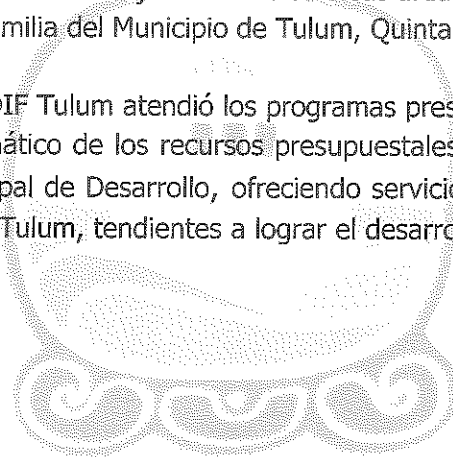 milia del Municipio de Tulum, Quinta
IF Tulum atendió los programas pres
ático de los recursos presupuestales
pal de Desarrollo, ofreciendo servici
Tulum, tendientes a lograr el desarro